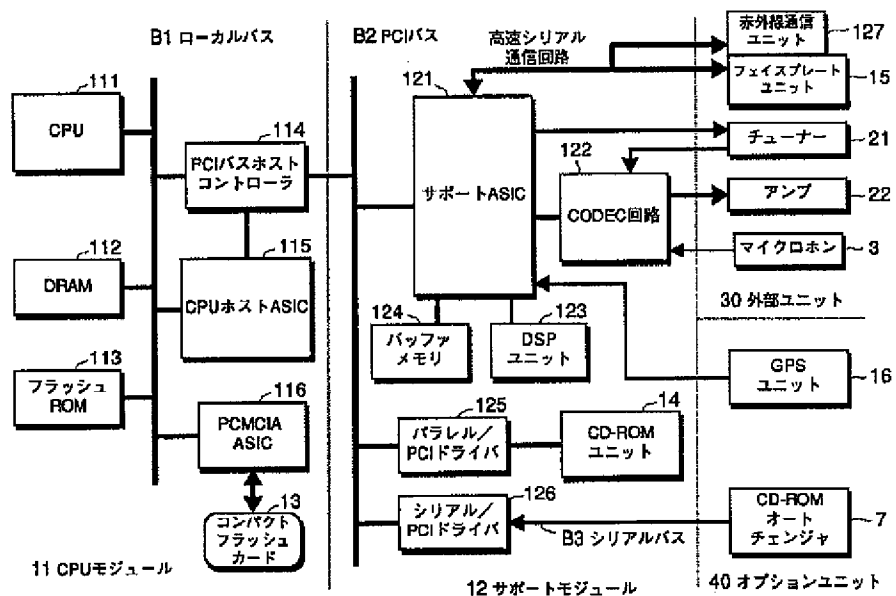 B1 ローカルバス
B2 PCIバス
高速シリアル
通信回路
赤外線通信
ユニット
127
フェイスプレート
ユニット
15
111
CPU
114
PCIバスホスト
コントローラ
121
サポートASIC
122
CODEC回路
チューナー
21
アンプ
22
マイクロホン
3
30 外部ユニット
112
DRAM
115
CPUホストASIC
124
バッファ
メモリ
123
DSP
ユニット
113
フラッシュ
ROM
116
PCMCIA
ASIC
GPS
ユニット
16
125
パラレル/
PCIドライバ
14
CD-ROM
ユニット
13
コンパクト
フラッシュ
カード
126
シリアル/
PCIドライバ
B3 シリアルバス
CD-ROM
オート
チェンジャ
7
11 CPUモジュール
12 サポートモジュール
40 オプションユニット